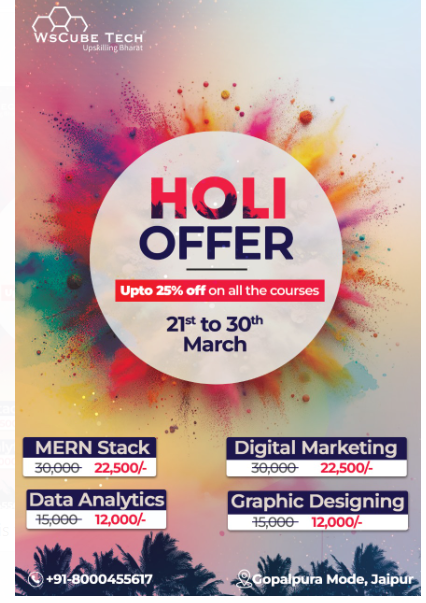 WsCube Tech
Upskilling Bharat
HOLI
OFFER
Upto 25% off on all the courses
21st to 30th
March
MERN Stack
30,000 22,500/-
Digital Marketing
30,000 22,500/-
Data Analytics
15,000 12,000/-
Graphic Designing
15,000 12,000/-
+91-8000455617
Gopalpura Mode, Jaipur